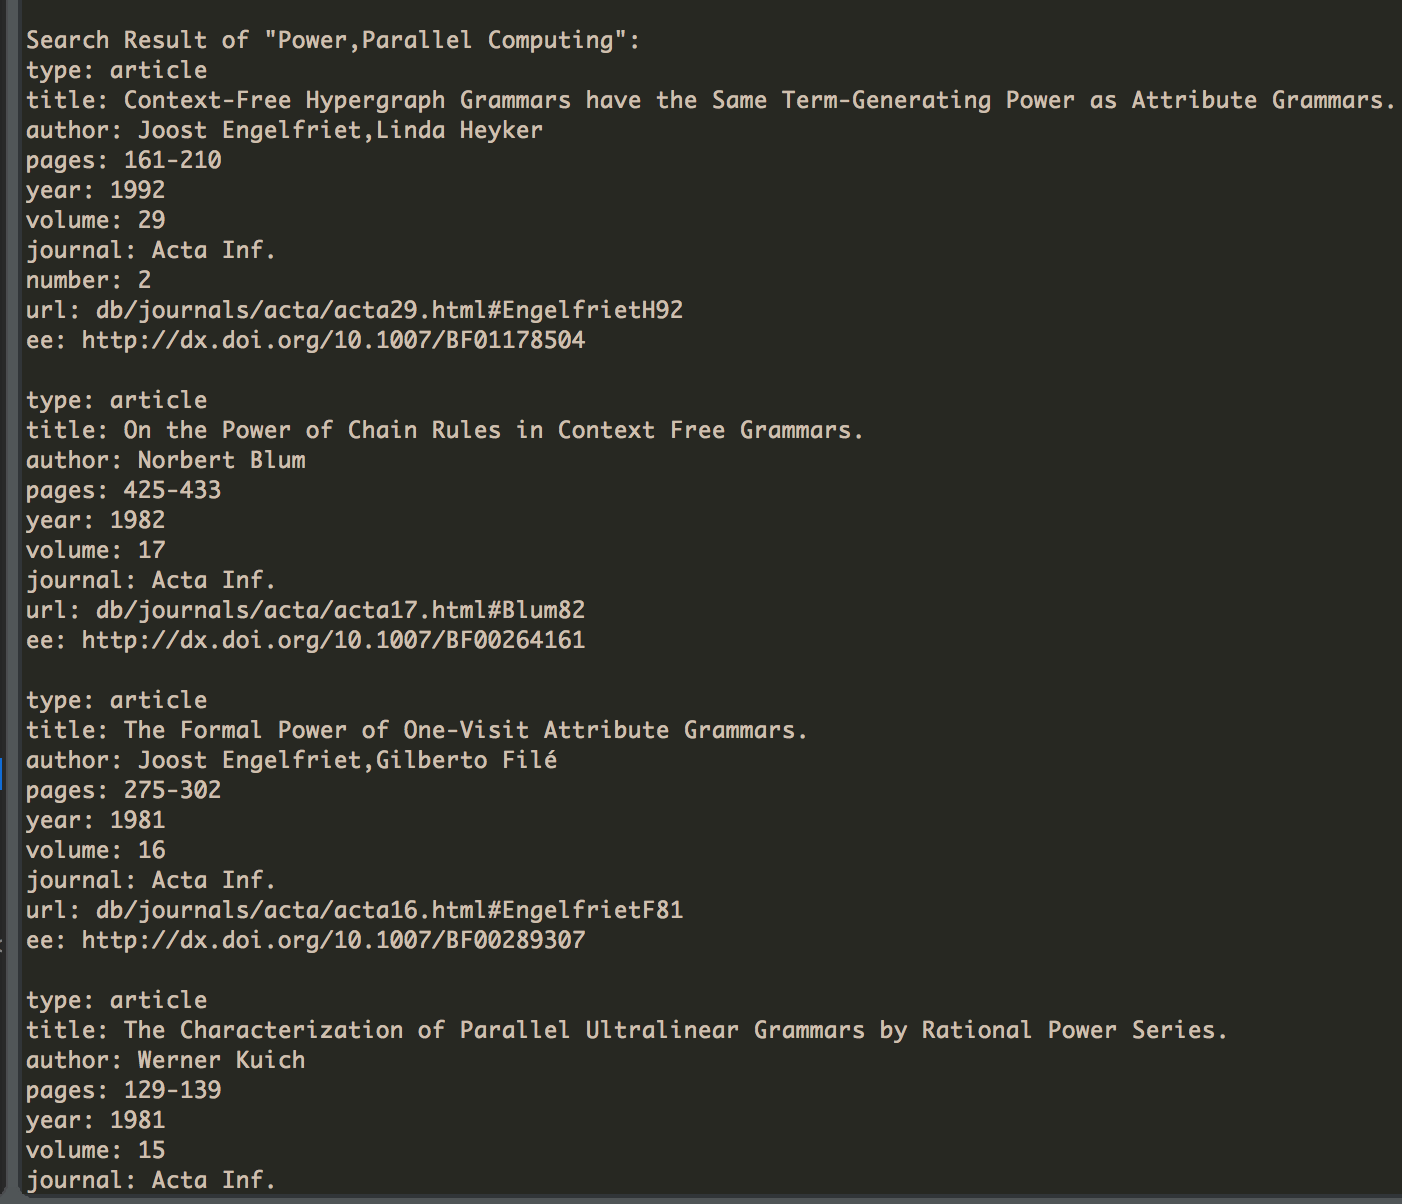 Search Result of "Power,Parallel Computing":
type: article
title: Context-Free Hypergraph Grammars have the Same Term-Generating Power as Attribute Grammars.
author: Joost Engelfriet,Linda Heyker
pages: 161-210
year: 1992
volume: 29
journal: Acta Inf.
number: 2
url: db/journals/acta/acta29.html#EngelfrietH92
ee: http://dx.doi.org/10.1007/BF01178504

type: article
title: On the Power of Chain Rules in Context Free Grammars.
author: Norbert Blum
pages: 425-433
year: 1982
volume: 17
journal: Acta Inf.
url: db/journals/acta/acta17.html#Blum82
ee: http://dx.doi.org/10.1007/BF00264161

type: article
title: The Formal Power of One-Visit Attribute Grammars.
author: Joost Engelfriet,Gilberto Filé
pages: 275-302
year: 1981
volume: 16
journal: Acta Inf.
url: db/journals/acta/acta16.html#EngelfrietF81
ee: http://dx.doi.org/10.1007/BF00289307

type: article
title: The Characterization of Parallel Ultralinear Grammars by Rational Power Series.
author: Werner Kuich
pages: 129-139
year: 1981
volume: 15
journal: Acta Inf.